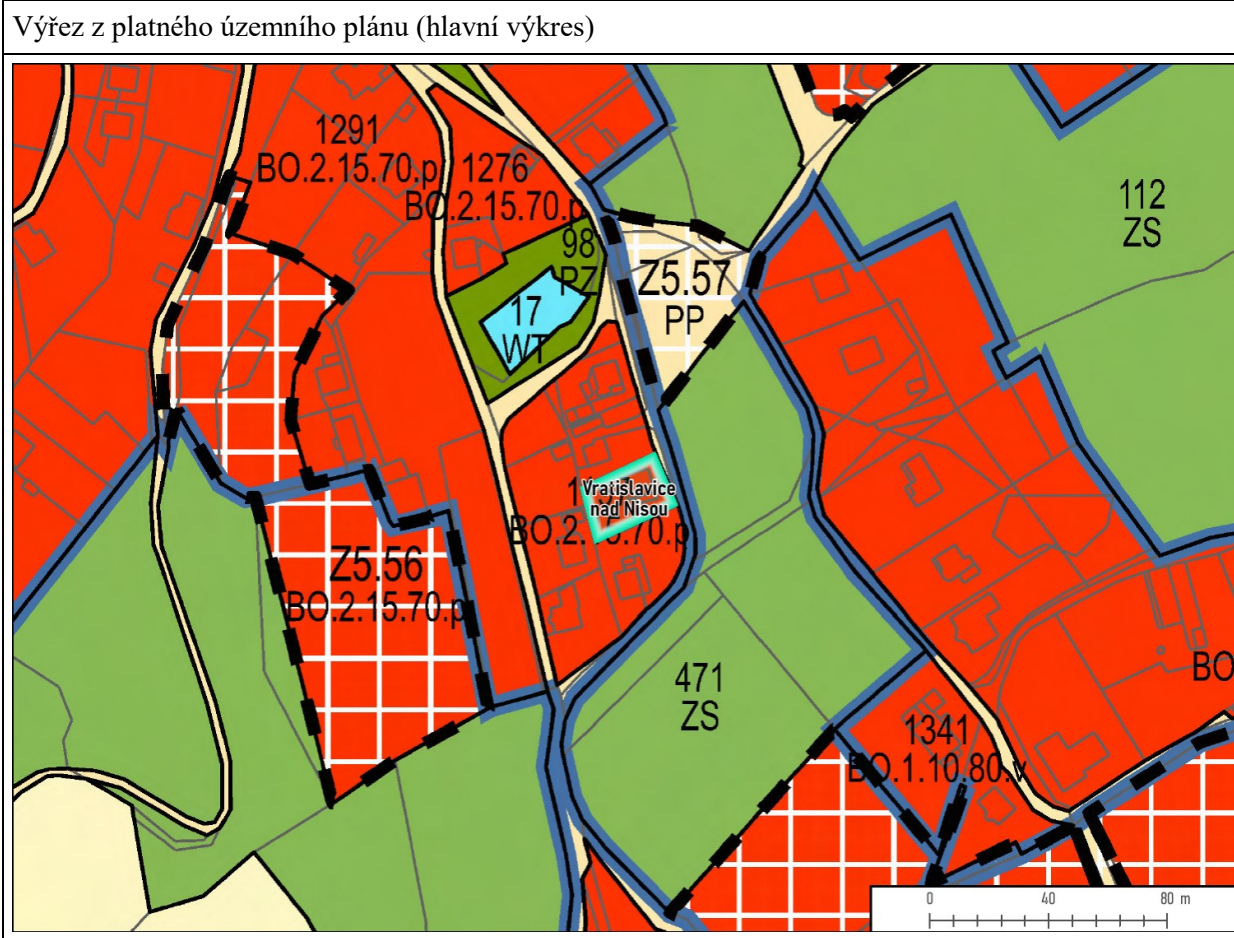 Výřez z platného územního plánu (hlavní výkres)
1291
BO.2.15.70.p
1276
BO.2.15.70.p
98
PZ
17
WT
Z5.57
PP
112
ZS
Vratislavice
nad Nisou
Z5.56
BO.2.15.70.p
471
ZS
1341
BO.1.10.80.v
BO
0 40 80 m